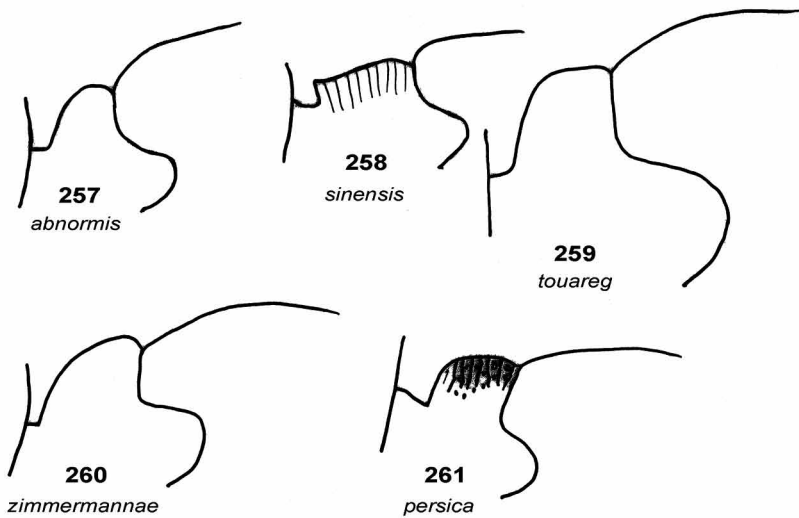 257
abnormis
258
sinensis
259
touareg
260
zimmermannae
261
persica